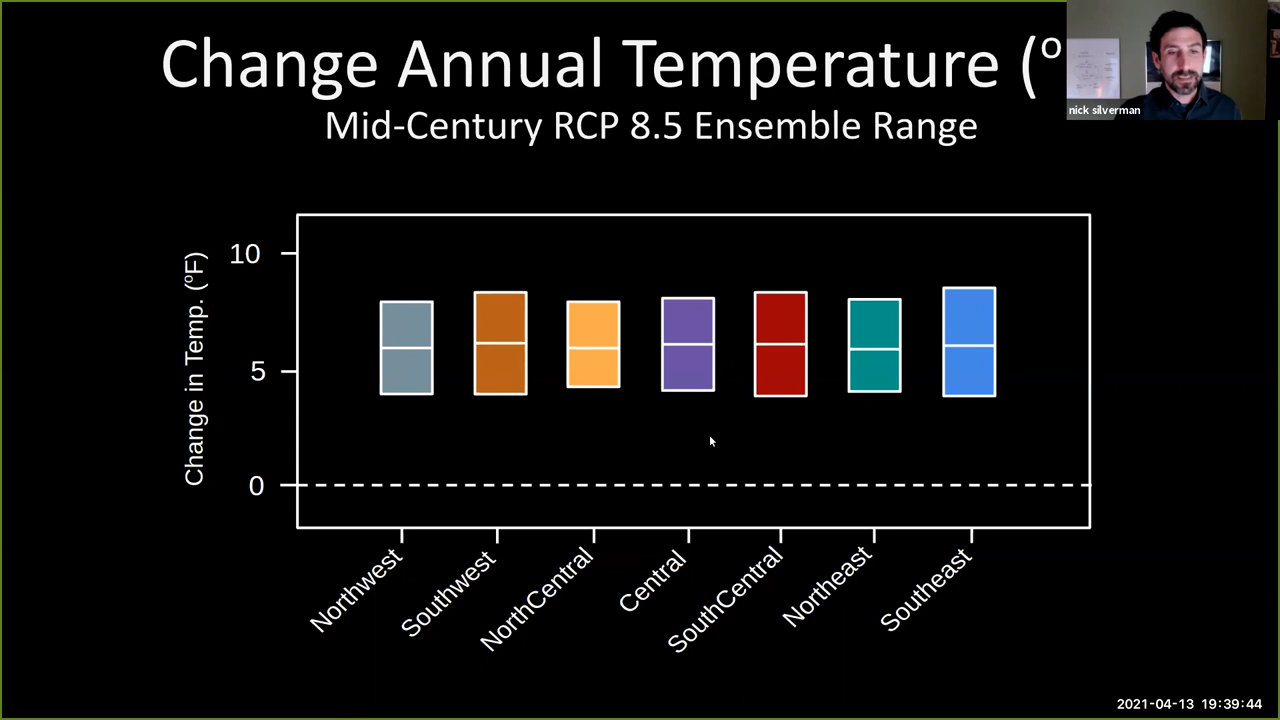 Change Annual Temperature (º
Mid-Century RCP 8.5 Ensemble Range
nick silverman
Change in Temp. (ºF)
10
5
0
Northwest
Southwest
NorthCentral
Central
SouthCentral
Northeast
Southeast
2021-04-13 19:39:44